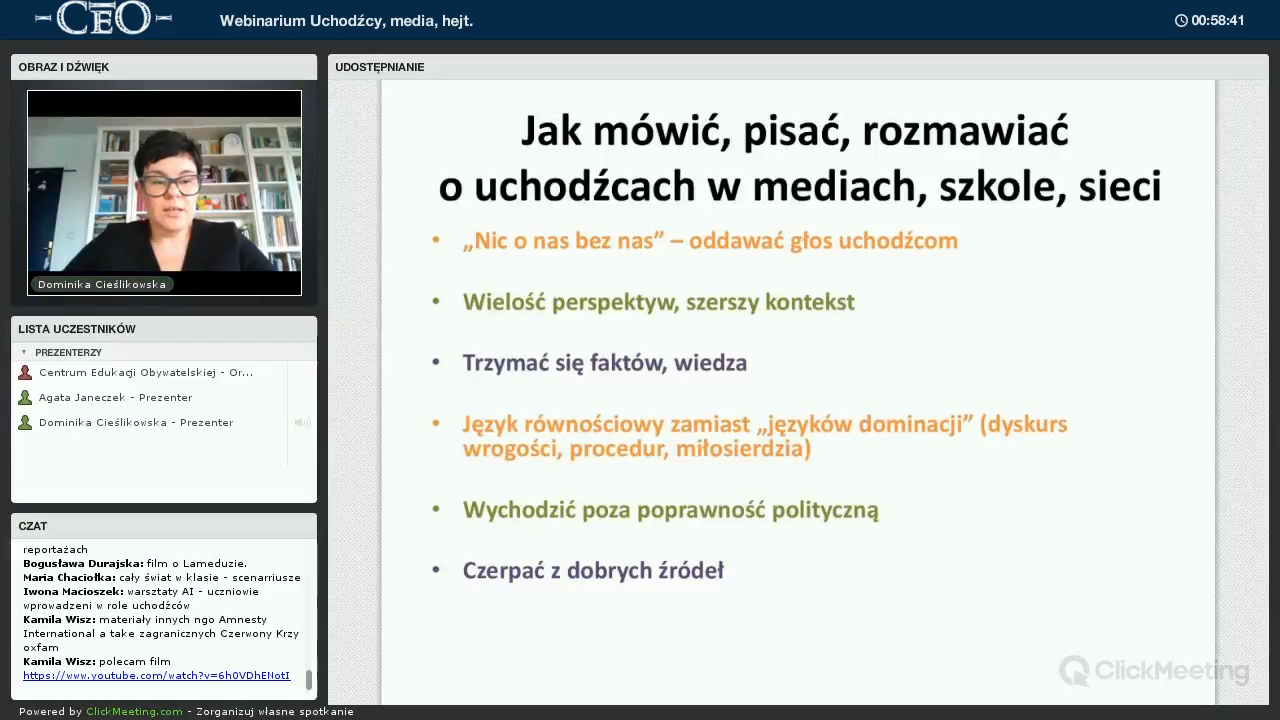 CEO
Webinarium Uchodźcy, media, hejt.
00:58:41
OBRAZ I DŹWIĘK
Dominika Cieślikowska
LISTA UCZESTNIKÓW
PREZENTERZY
Centrum Edukacji Obywatelskiej - Or...
Agata Janeczek - Prezenter
Dominika Cieślikowska - Prezenter
CZAT
reportażach
Bogusława Durajska: film o Lameduzie.
Maria Chaciołka: cały świat w klasie - scenarriusze
Iwona Macioszek: warsztaty AI - uczniowie
wprowadzeni w role uchodźców
Kamila Wisz: materiały innych ngo Amnesty
International a take zagranicznych Czerwony Krzy
oxfam
Kamila Wisz: polecam film
https://www.youtube.com/watch?v=6h0VDhENotI
UDOSTĘPNIANIE
Jak mówić, pisać, rozmawiać
o uchodźcach w mediach, szkole, sieci
• „Nic o nas bez nas” – oddawać głos uchodźcom
• Wielość perspektyw, szerszy kontekst
• Trzymać się faktów, wiedza
• Język równościowy zamiast „języków dominacji” (dyskurs
wrogości, procedur, miłosierdzia)
• Wychodzić poza poprawność polityczną
• Czerpać z dobrych źródeł
ClickMeeting
Powered by ClickMeeting.com - Zorganizuj własne spotkanie